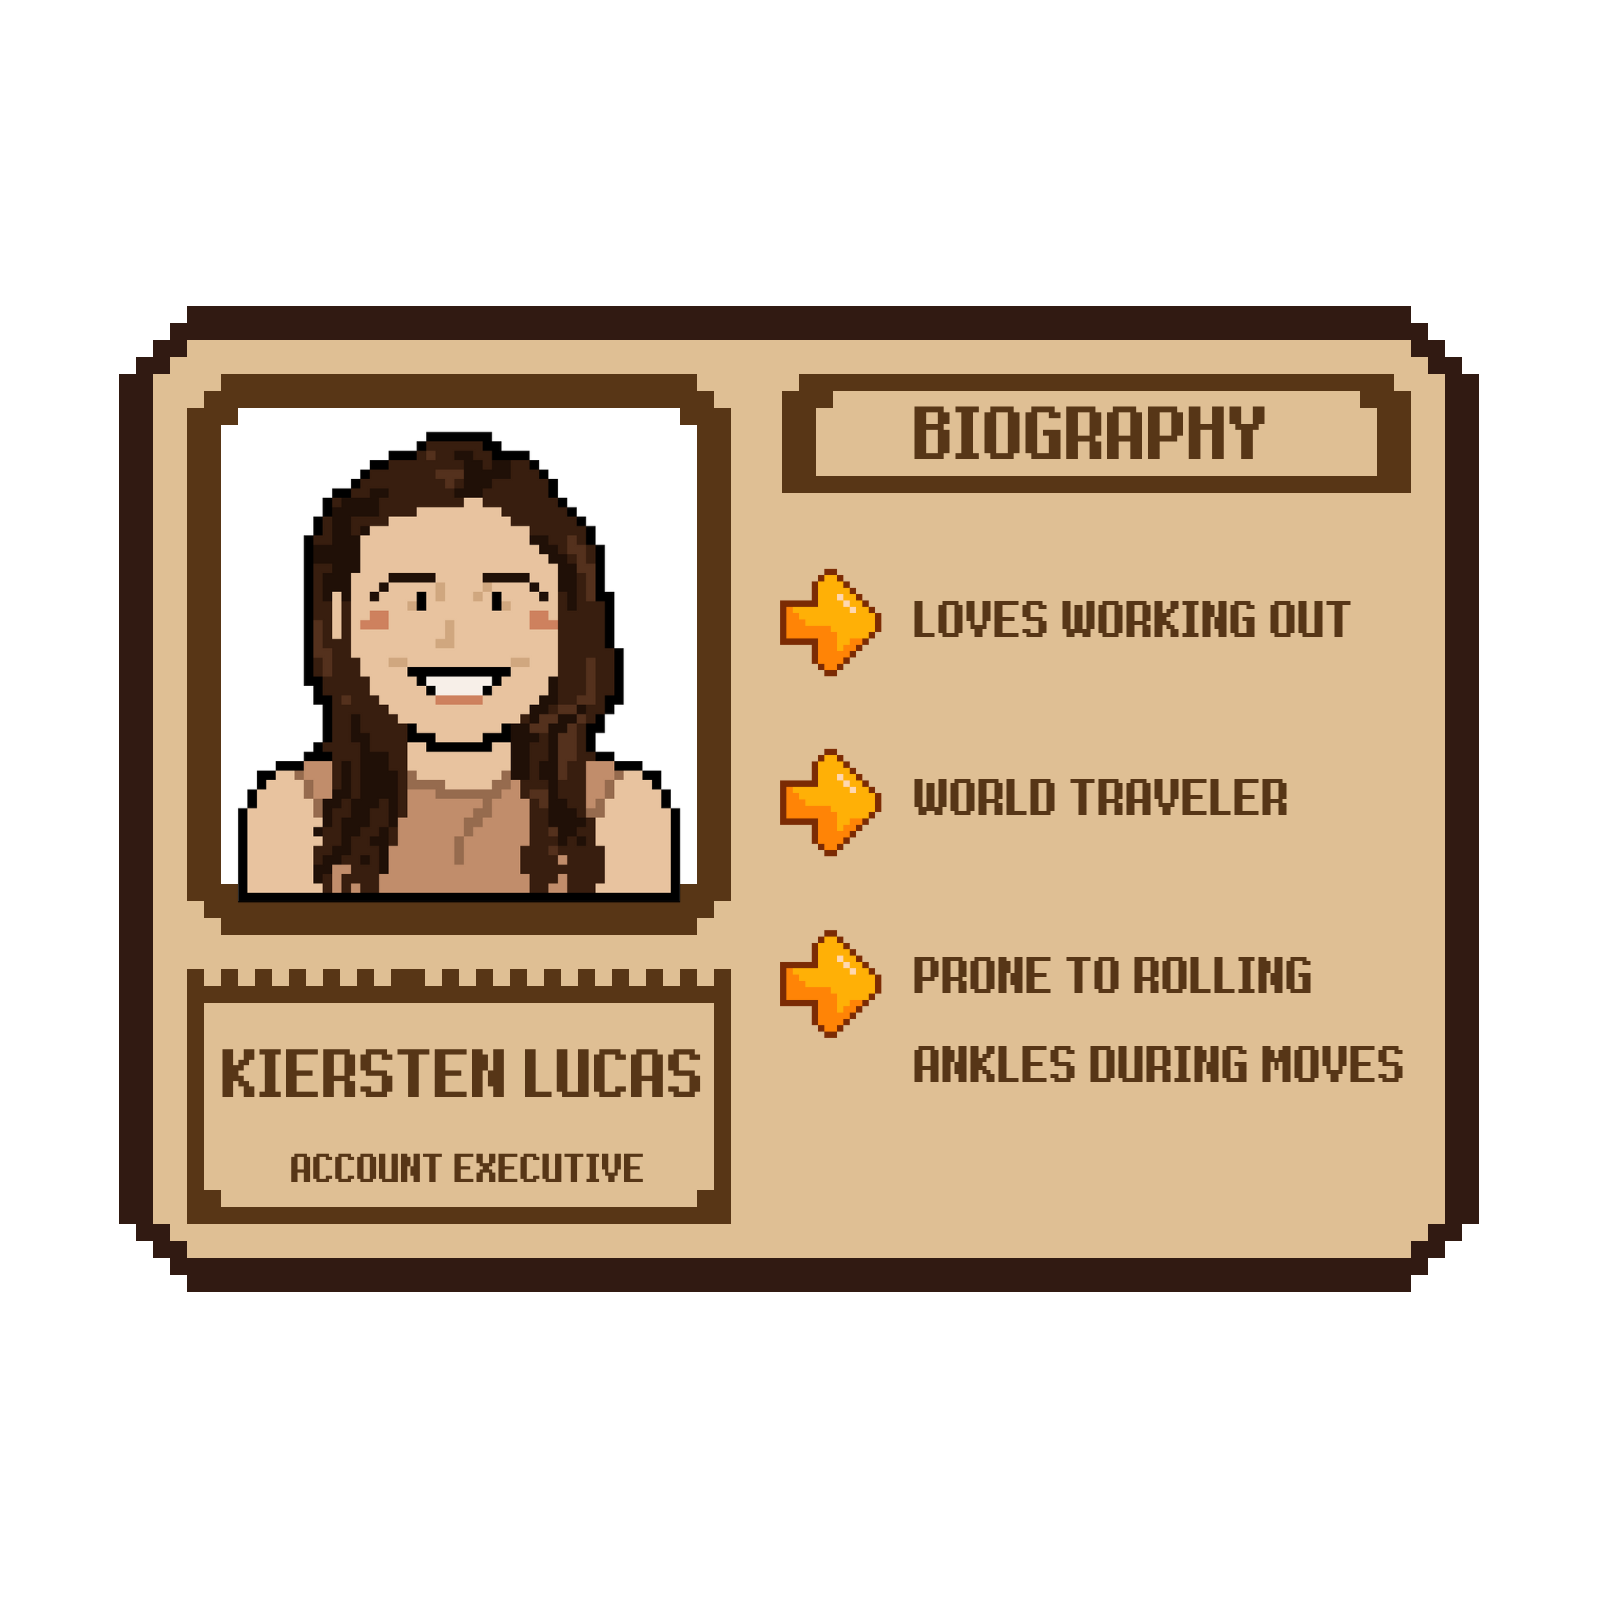 BIOGRAPHY
LOVES WORKING OUT
WORLD TRAVELER
PRONE TO ROLLING
ANKLES DURING MOVES
KIERSTEN LUCAS
ACCOUNT EXECUTIVE